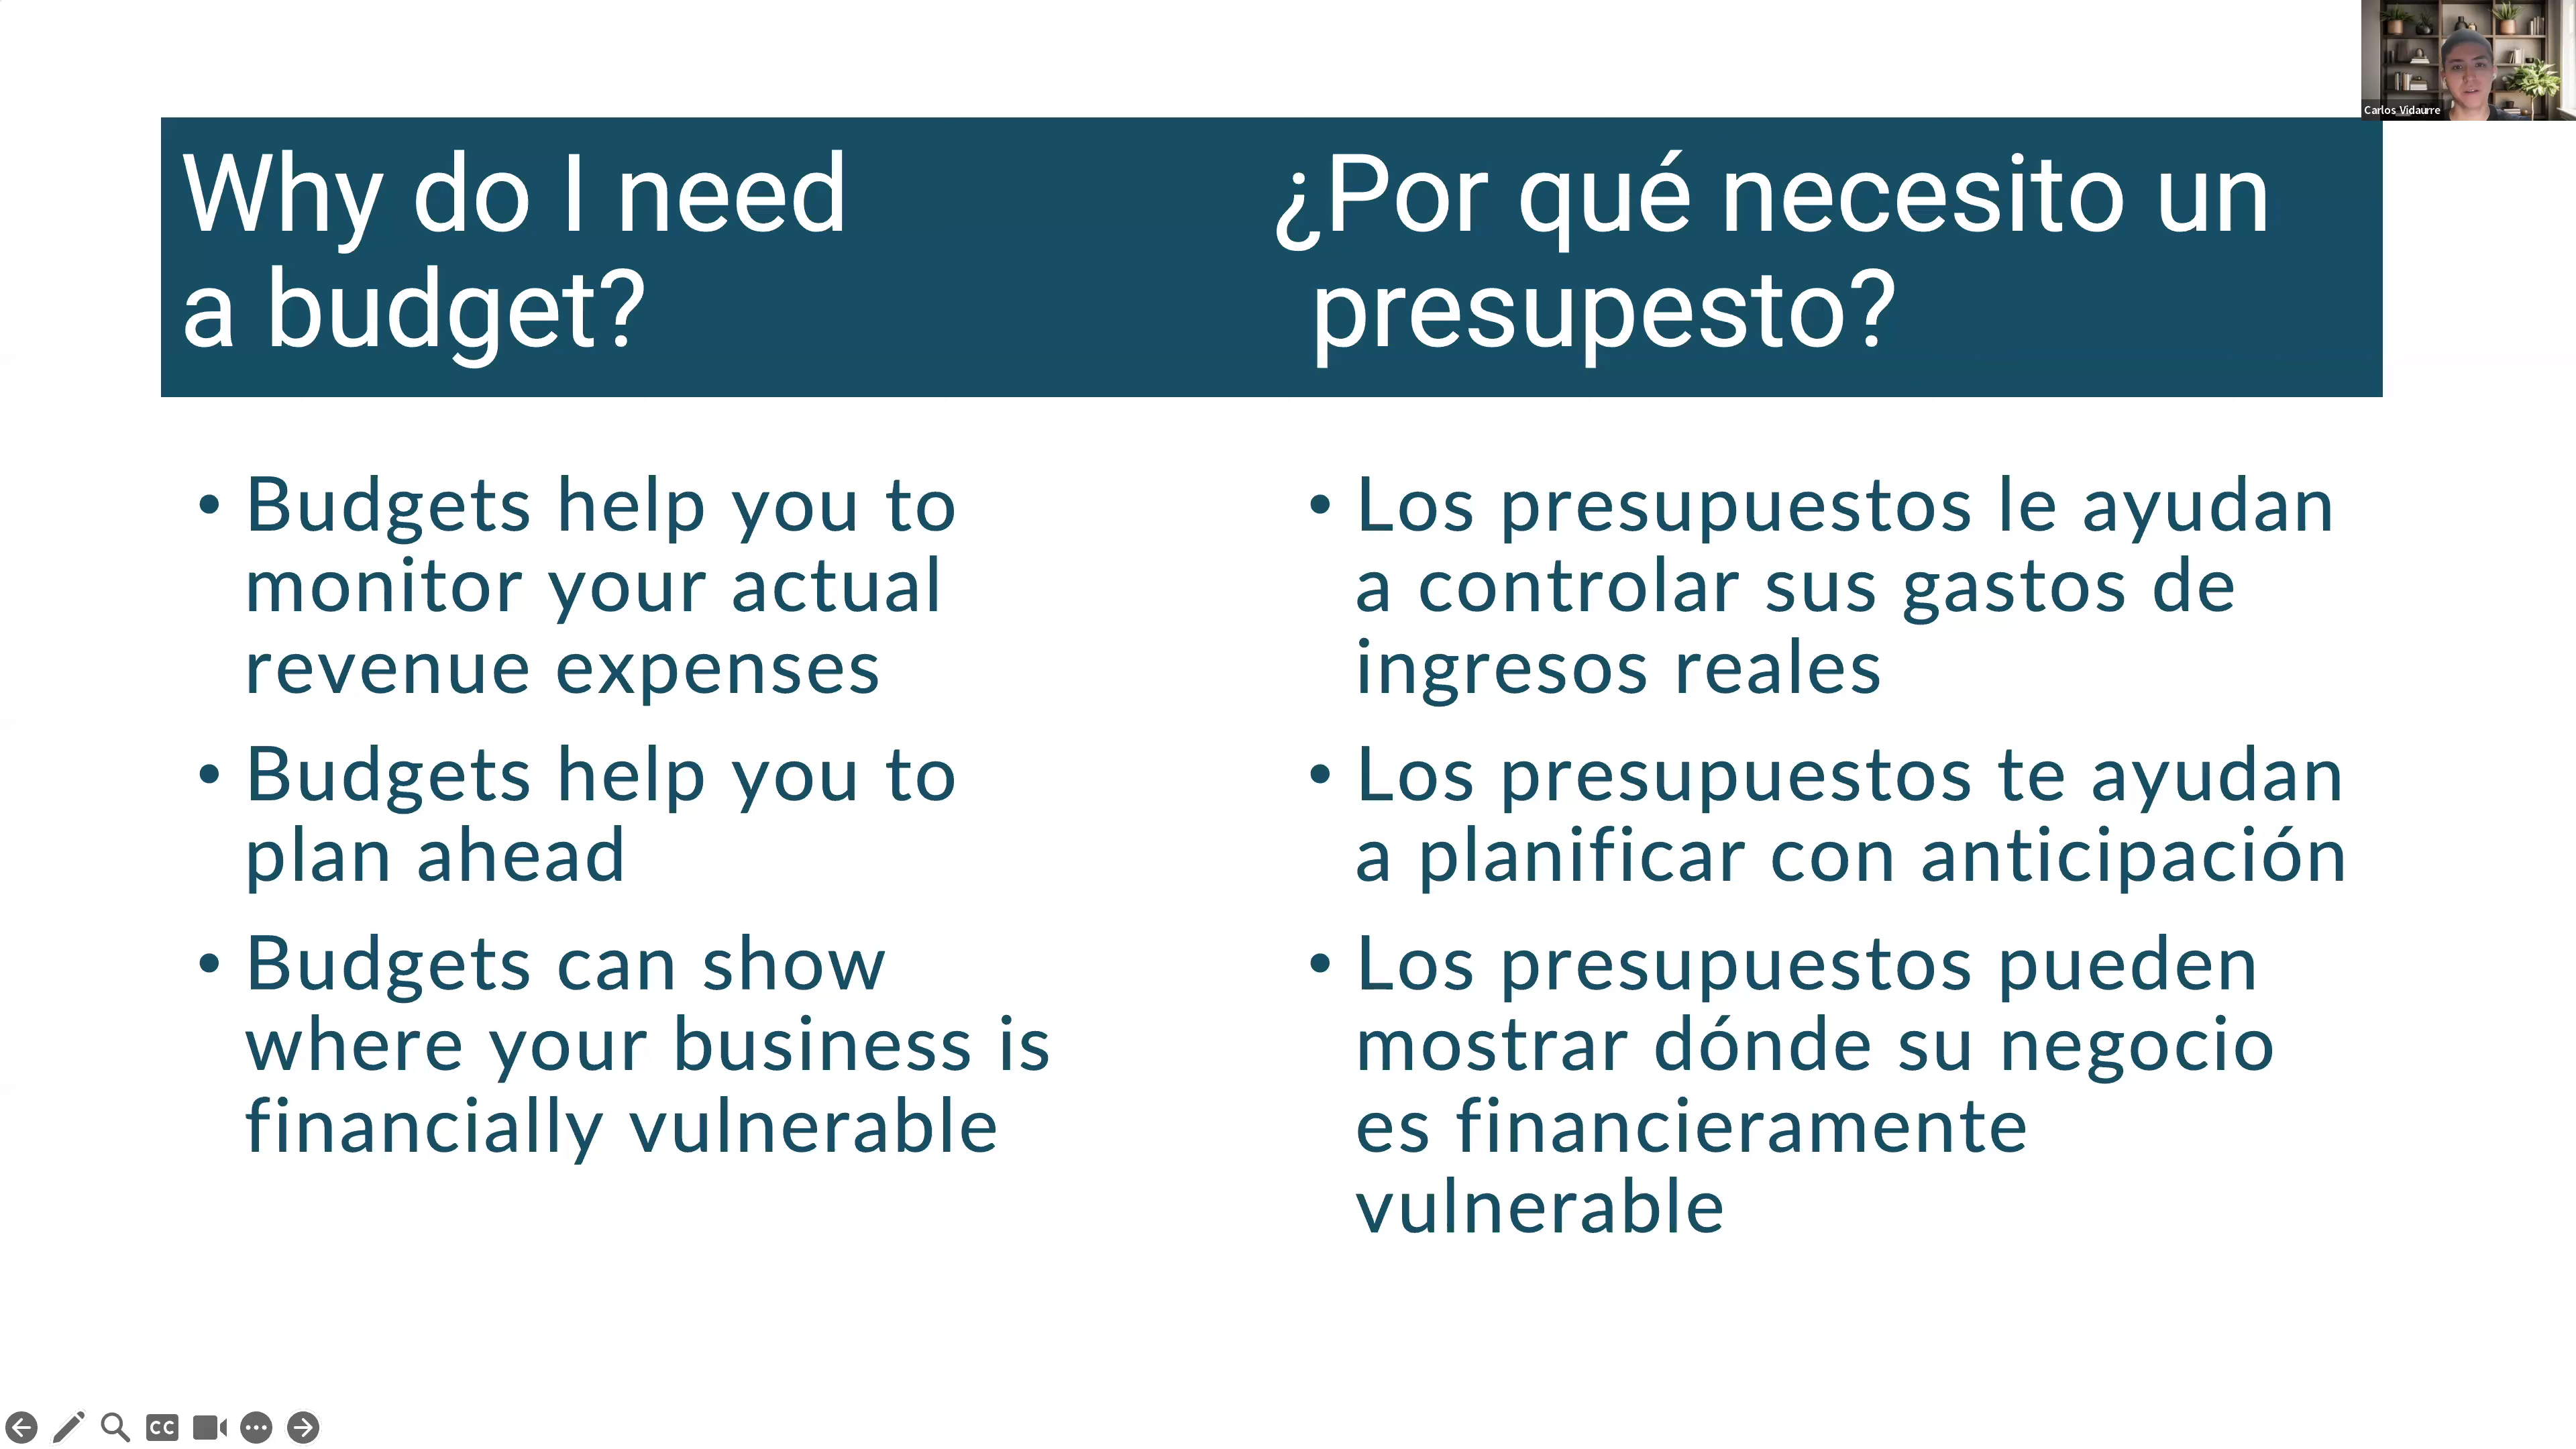 Carlos Vidaurre
Why do I need
a budget?
¿Por qué necesito un
presupesto?
• Budgets help you to
monitor your actual
revenue expenses
• Budgets help you to
plan ahead
• Budgets can show
where your business is
financially vulnerable
• Los presupuestos le ayudan
a controlar sus gastos de
ingresos reales
• Los presupuestos te ayudan
a planificar con anticipación
• Los presupuestos pueden
mostrar dónde su negocio
es financieramente
vulnerable
CC